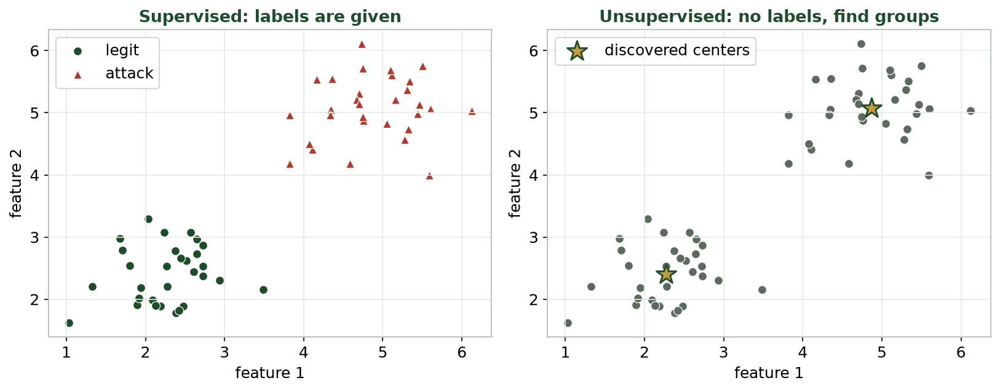 Supervised: labels are given
legit
attack
6
5
4
3
2
feature 2
1 2 3 4 5 6
feature 1
Unsupervised: no labels, find groups
discovered centers
6
5
4
3
2
feature 2
1 2 3 4 5 6
feature 1